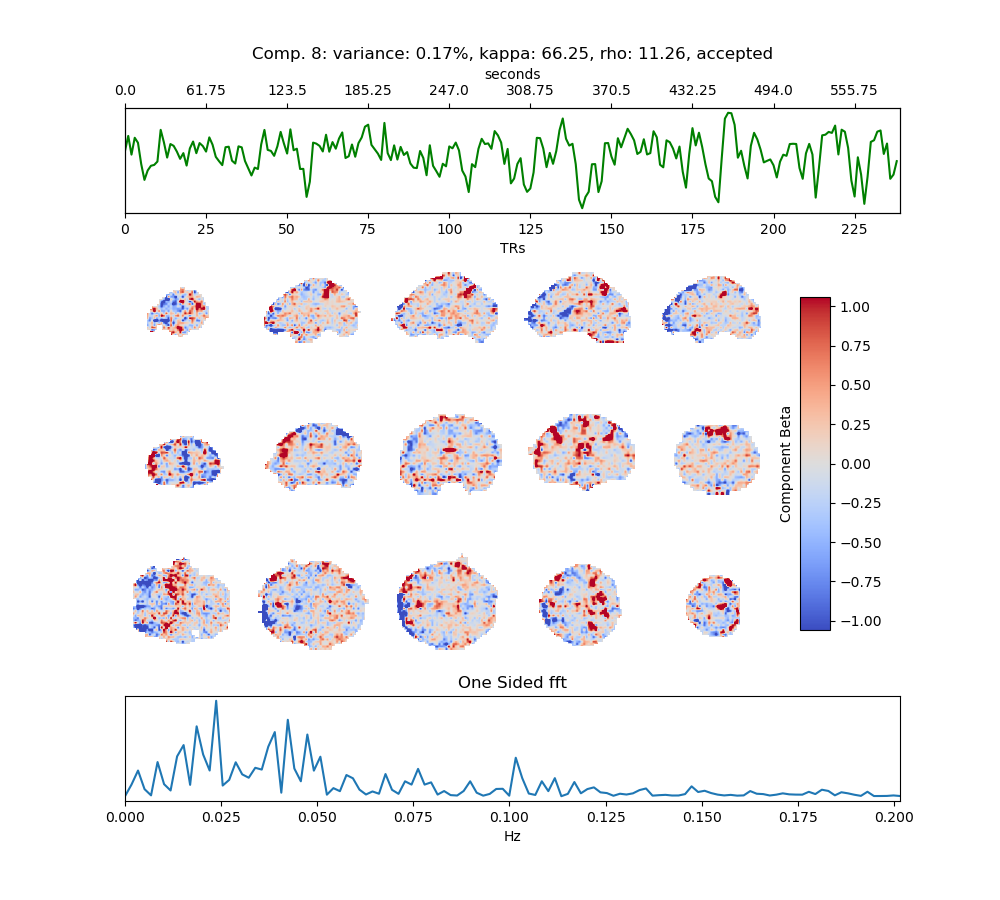 Comp. 8: variance: 0.17%, kappa: 66.25, rho: 11.26, accepted
seconds
0.0 61.75 123.5 185.25 247.0 308.75 370.5 432.25 494.0 555.75
0 25 50 75 100 125 150 175 200 225
TRs
1.00
0.75
0.50
0.25
0.00
−0.25
−0.50
−0.75
−1.00
Component Beta
One Sided fft
0.000 0.025 0.050 0.075 0.100 0.125 0.150 0.175 0.200
Hz